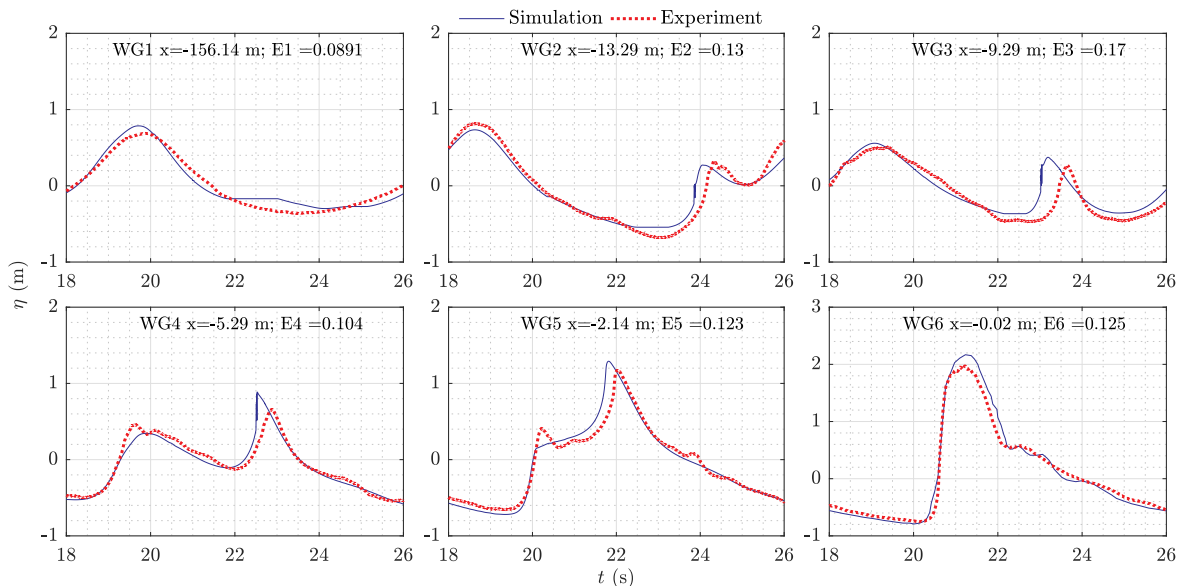 Simulation Experiment
WG1 x=-156.14 m; E1 =0.0891
2
1
0
-1
18 20 22 24 26
WG2 x=-13.29 m; E2 =0.13
2
1
0
-1
18 20 22 24 26
WG3 x=-9.29 m; E3 =0.17
2
1
0
-1
18 20 22 24 26
η (m)
WG4 x=-5.29 m; E4 =0.104
2
1
0
-1
18 20 22 24 26
WG5 x=-2.14 m; E5 =0.123
2
1
0
-1
18 20 22 24 26
WG6 x=-0.02 m; E6 =0.125
3
2
1
0
-1
18 20 22 24 26
t (s)